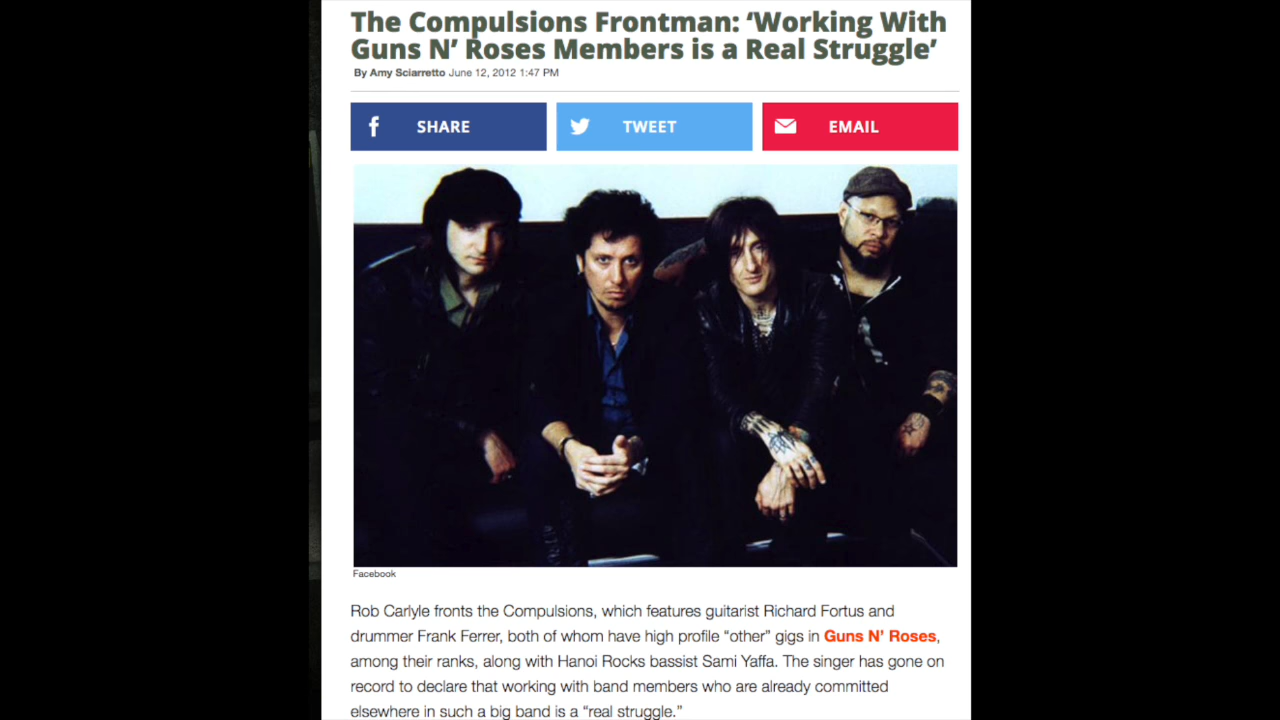 The Compulsions Frontman: ‘Working With
Guns N’ Roses Members is a Real Struggle’
By Amy Sciarretto June 12, 2012 1:47 PM
SHARE
TWEET
EMAIL
Facebook
Rob Carlyle fronts the Compulsions, which features guitarist Richard Fortus and
drummer Frank Ferrer, both of whom have high profile “other” gigs in Guns N’ Roses,
among their ranks, along with Hanoi Rocks bassist Sami Yaffa. The singer has gone on
record to declare that working with band members who are already committed
elsewhere in such a big band is a “real struggle.”